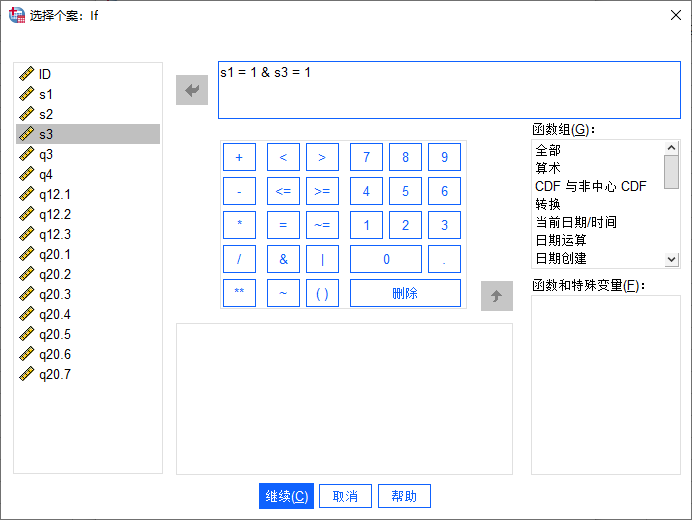 选择个案：If
ID
s1
s2
s3
q3
q4
q12.1
q12.2
q12.3
q20.1
q20.2
q20.3
q20.4
q20.5
q20.6
q20.7
s1 = 1 & s3 = 1
+ < > 7 8 9
- <= >= 4 5 6
* = ~= 1 2 3
/ & | 0 .
** ~ ( ) 删除
函数组(G)：
全部
算术
CDF 与非中心 CDF
转换
当前日期/时间
日期运算
日期创建
函数和特殊变量(F)：
继续(C) 取消 帮助